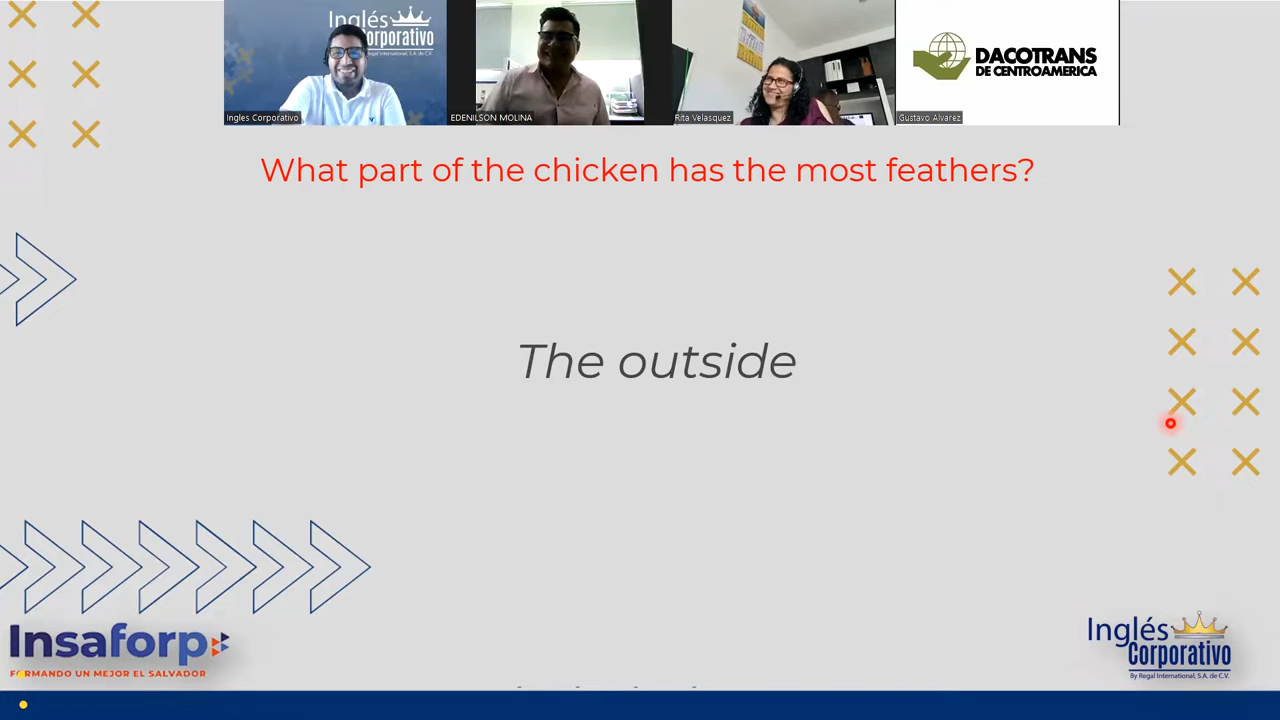 Inglés
Corporativo
by Regal International, S.A. de C.V.
Ingles Corporativo
EDENILSON MOLINA
Rita Velasquez
DACOTRANS
DE CENTROAMERICA
Gustavo Alvarez
What part of the chicken has the most feathers?
The outside
Insaforp
FORMANDO UN MEJOR EL SALVADOR
Inglés
Corporativo
By Regal International, S.A. de C.V.